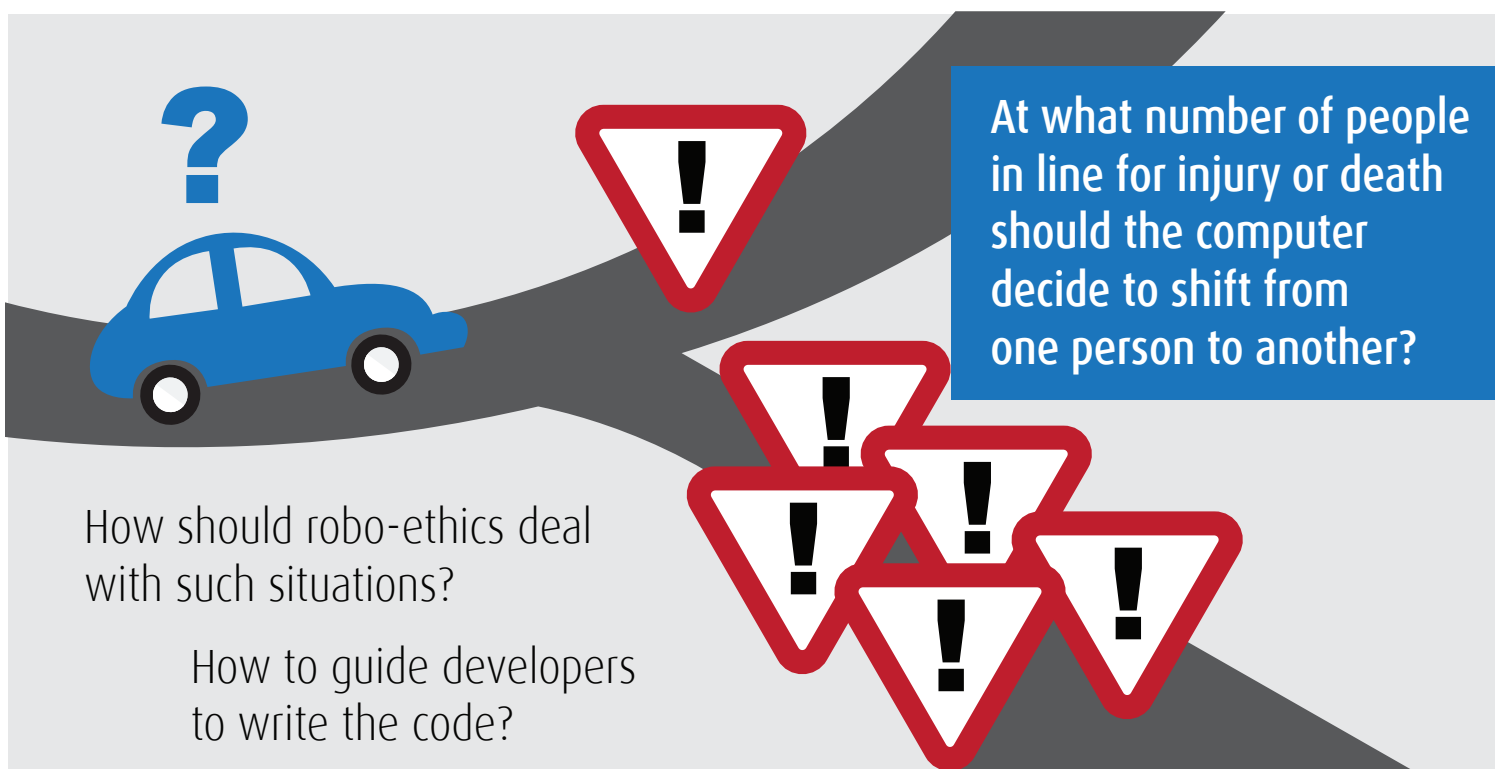 ?
!
At what number of people
in line for injury or death
should the computer
decide to shift from
one person to another?
!
!
!
!
!
How should robo-ethics deal
with such situations?
How to guide developers
to write the code?